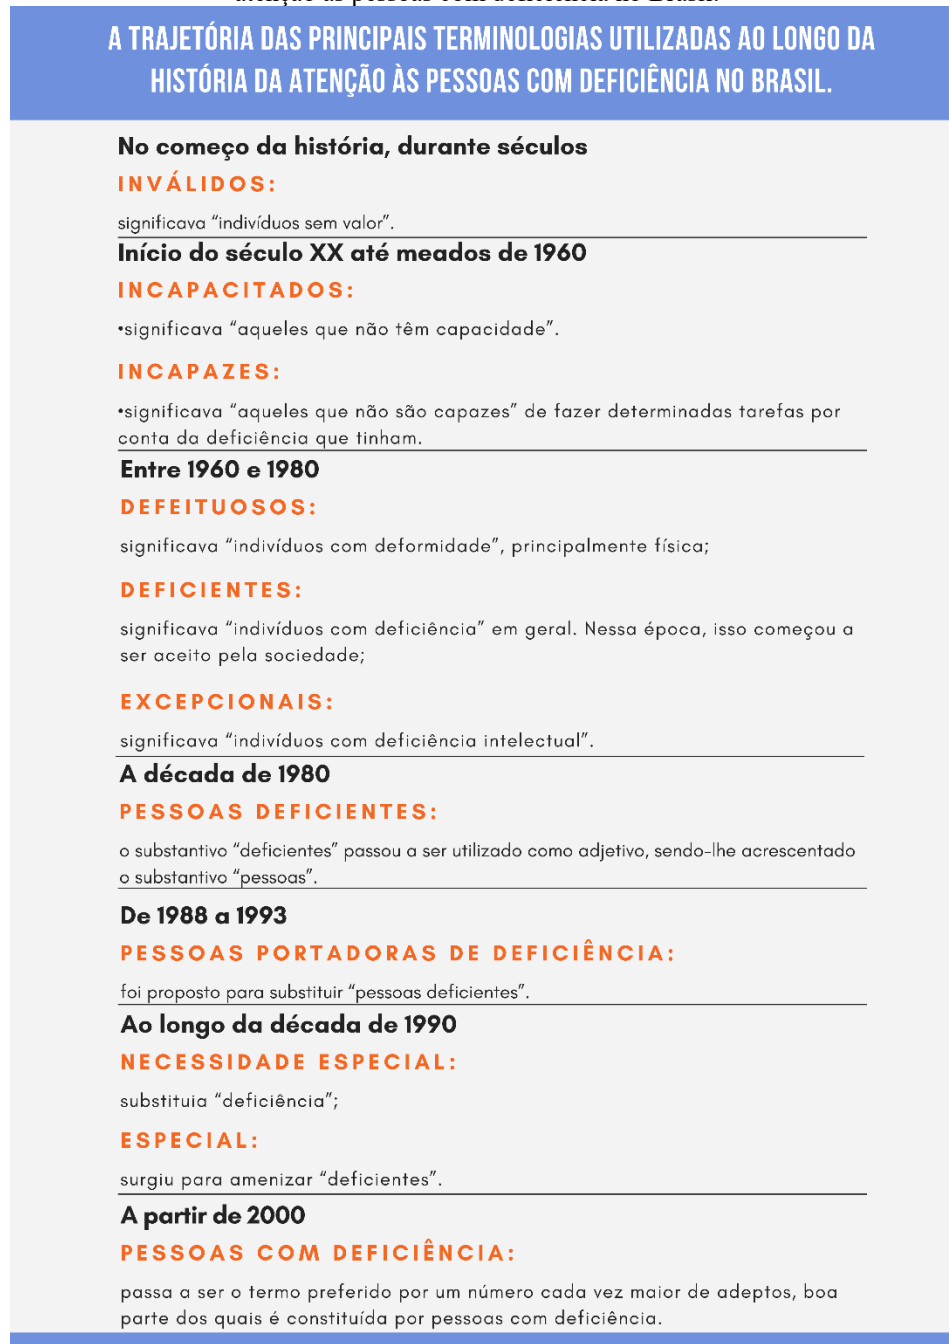 atenção às pessoas com deficiência no Brasil.
A TRAJETÓRIA DAS PRINCIPAIS TERMINOLOGIAS UTILIZADAS AO LONGO DA
HISTÓRIA DA ATENÇÃO ÀS PESSOAS COM DEFICIÊNCIA NO BRASIL.
No começo da história, durante séculos
INVÁLIDOS:
significava “indivíduos sem valor”.
Início do século XX até meados de 1960
INCAPACITADOS:
•significava “aqueles que não têm capacidade”.
INCAPAZES:
•significava “aqueles que não são capazes” de fazer determinadas tarefas por
conta da deficiência que tinham.
Entre 1960 e 1980
DEFEITUOSOS:
significava “indivíduos com deformidade”, principalmente física;
DEFICIENTES:
significava “indivíduos com deficiência” em geral. Nessa época, isso começou a
ser aceito pela sociedade;
EXCEPCIONAIS:
significava “indivíduos com deficiência intelectual”.
A década de 1980
PESSOAS DEFICIENTES:
o substantivo “deficientes” passou a ser utilizado como adjetivo, sendo-lhe acrescentado
o substantivo “pessoas”.
De 1988 a 1993
PESSOAS PORTADORAS DE DEFICIÊNCIA:
foi proposto para substituir “pessoas deficientes”.
Ao longo da década de 1990
NECESSIDADE ESPECIAL:
substituia “deficiência”;
ESPECIAL:
surgiu para amenizar “deficientes”.
A partir de 2000
PESSOAS COM DEFICIÊNCIA:
passa a ser o termo preferido por um número cada vez maior de adeptos, boa
parte dos quais é constituída por pessoas com deficiência.